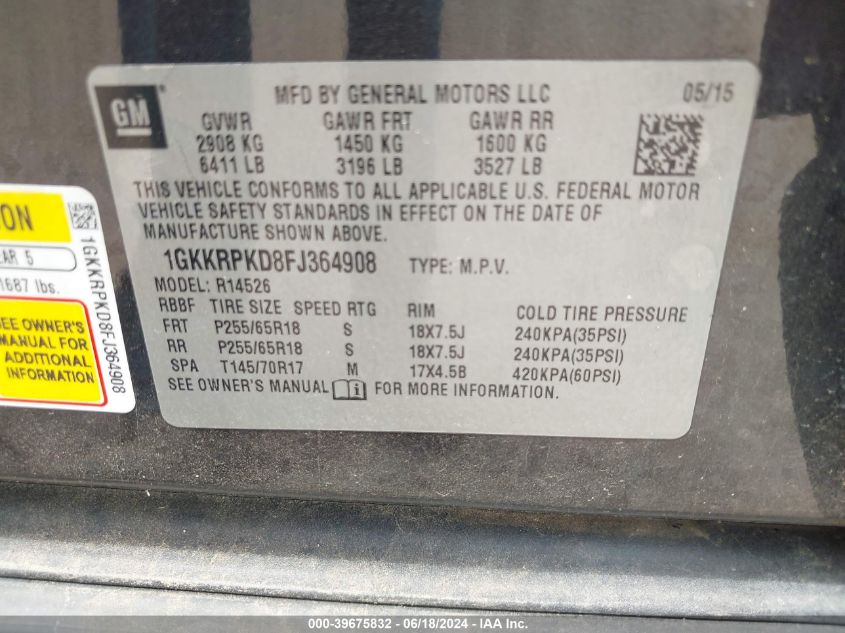 GM
MFD BY GENERAL MOTORS LLC 05/15
GVWR GAWR FRT GAWR RR
2908 KG 1450 KG 1600 KG
6411 LB 3196 LB 3527 LB
THIS VEHICLE CONFORMS TO ALL APPLICABLE U.S. FEDERAL MOTOR
VEHICLE SAFETY STANDARDS IN EFFECT ON THE DATE OF
MANUFACTURE SHOWN ABOVE.
1GKKRPKD8FJ364908 TYPE: M.P.V.
MODEL: R14526
RBBF TIRE SIZE SPEED RTG RIM COLD TIRE PRESSURE
FRT P255/65R18 S 18X7.5J 240KPA(35PSI)
RR P255/65R18 S 18X7.5J 240KPA(35PSI)
SPA T145/70R17 M 17X4.5B 420KPA(60PSI)
SEE OWNER'S MANUAL i FOR MORE INFORMATION.
ION
EAR 5
1687 lbs.
SEE OWNER'S
MANUAL FOR
ADDITIONAL
INFORMATION
1GKKRPKD8FJ364908
000-39675832 - 06/18/2024 - IAA, Inc.